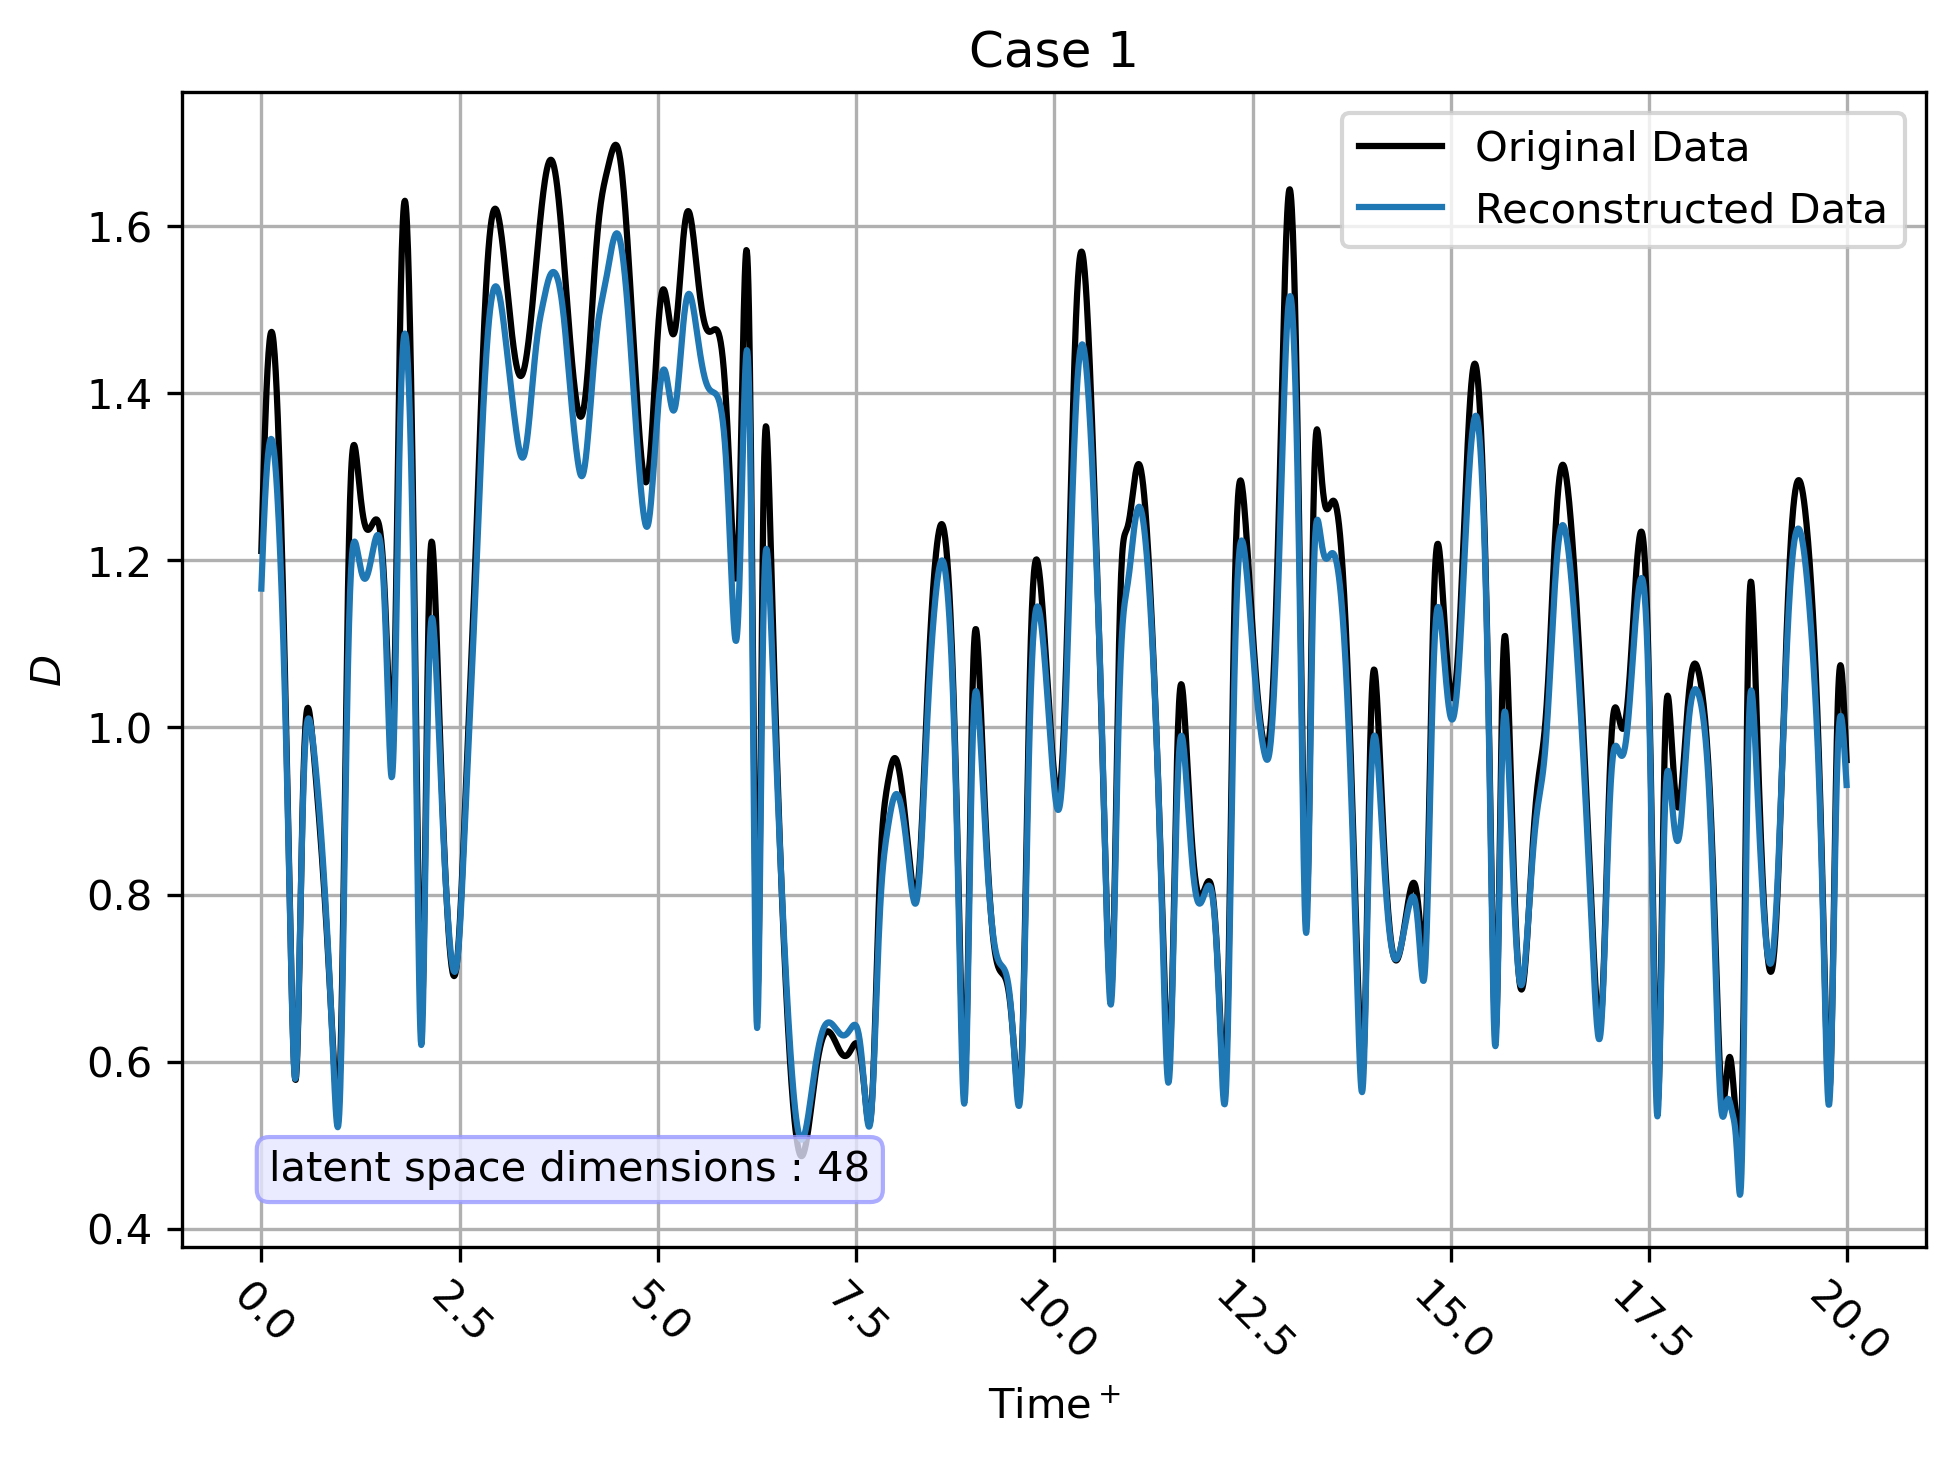 Case 1
Original Data
Reconstructed Data
D
1.6
1.4
1.2
1.0
0.8
0.6
0.4
latent space dimensions : 48
0.0 2.5 5.0 7.5 10.0 12.5 15.0 17.5 20.0
Time⁺